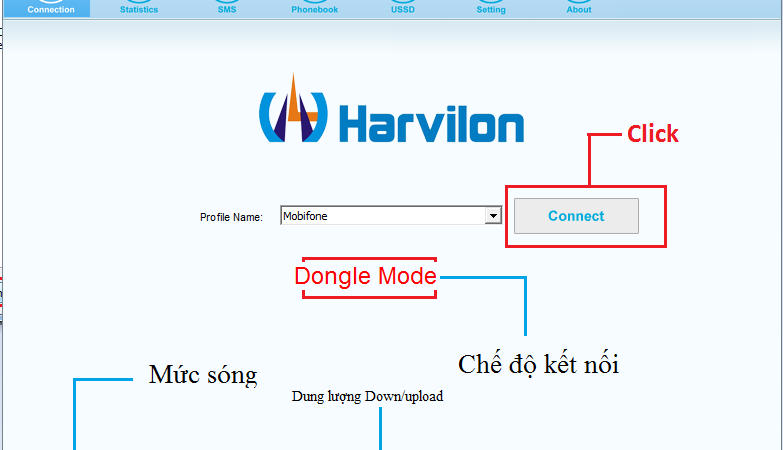 Connection Statistics SMS Phonebook USSD Setting About
Harvilon
Click
Profile Name: Mobifone Connect
Dongle Mode
Chế độ kết nối
Mức sóng
Dung lượng Down/upload